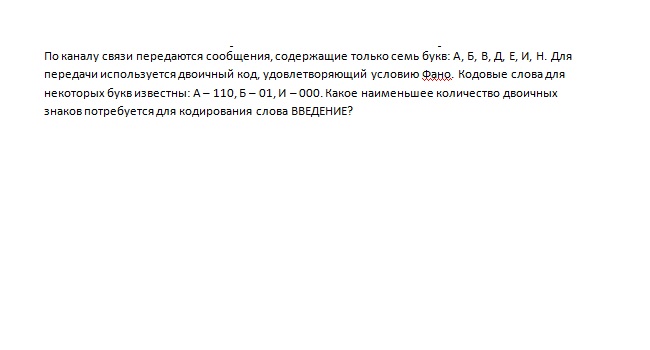 По каналу связи передаются сообщения, содержащие только семь букв: А, Б, В, Д, Е, И, Н. Для
передачи используется двоичный код, удовлетворяющий условию Фано. Кодовые слова для
некоторых букв известны: А – 110, Б – 01, И – 000. Какое наименьшее количество двоичных
знаков потребуется для кодирования слова ВВЕДЕНИЕ?